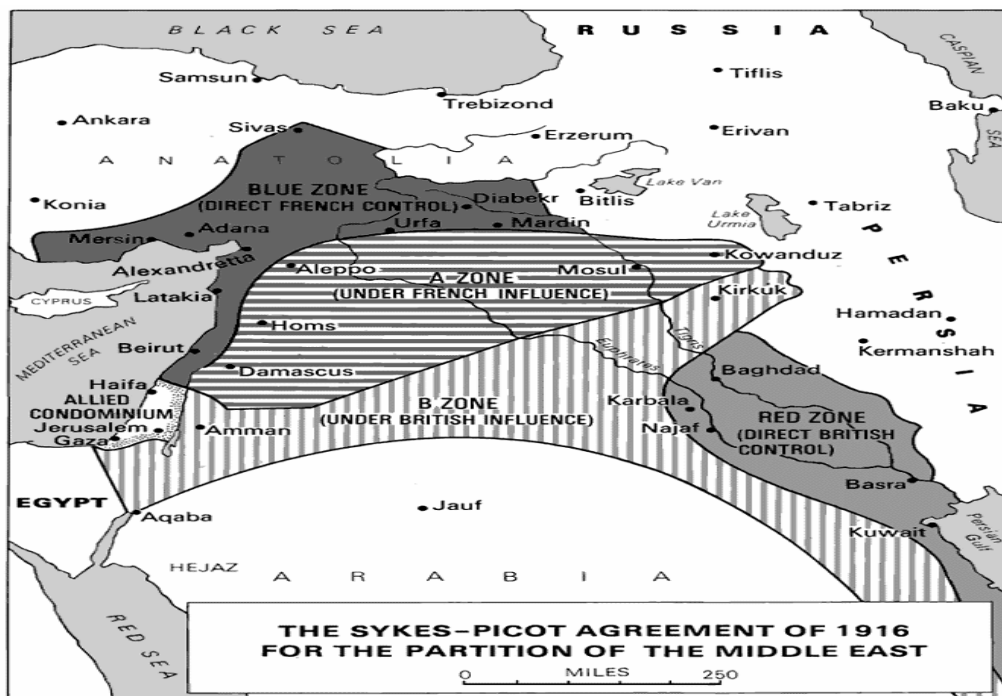 BLACK SEA
RUSSIA
CASPIAN
SEA
Samsun
Tiflis
Trebizond
Baku
Ankara
Sivas
Erzerum
Erivan
ANATOLIA
Lake Van
BLUE ZONE
(DIRECT FRENCH CONTROL)
Diabekr
Bitlis
Konia
Lake
Urmia
Tabriz
Mersin
Adana
Urfa
Mardin
PERSIA
Alexandretta
Aleppo
A-ZONE
(UNDER FRENCH INFLUENCE)
Mosul
Kowanduz
CYPRUS
Latakia
Kirkuk
Homs
Hamadan
MEDITERRANEAN
SEA
Beirut
Tigris
Euphrates
Kermanshah
Damascus
Baghdad
Haifa
ALLIED
CONDOMINIUM
Jerusalem
Gaza
Amman
B ZONE
(UNDER BRITISH INFLUENCE)
Karbala
Najaf
RED ZONE
(DIRECT BRITISH
CONTROL)
EGYPT
Basra
Aqaba
Jauf
Kuwait
Persian
Gulf
HEJAZ
ARABIA
RED SEA
THE SYKES-PICOT AGREEMENT OF 1916
FOR THE PARTITION OF THE MIDDLE EAST
0 MILES 250